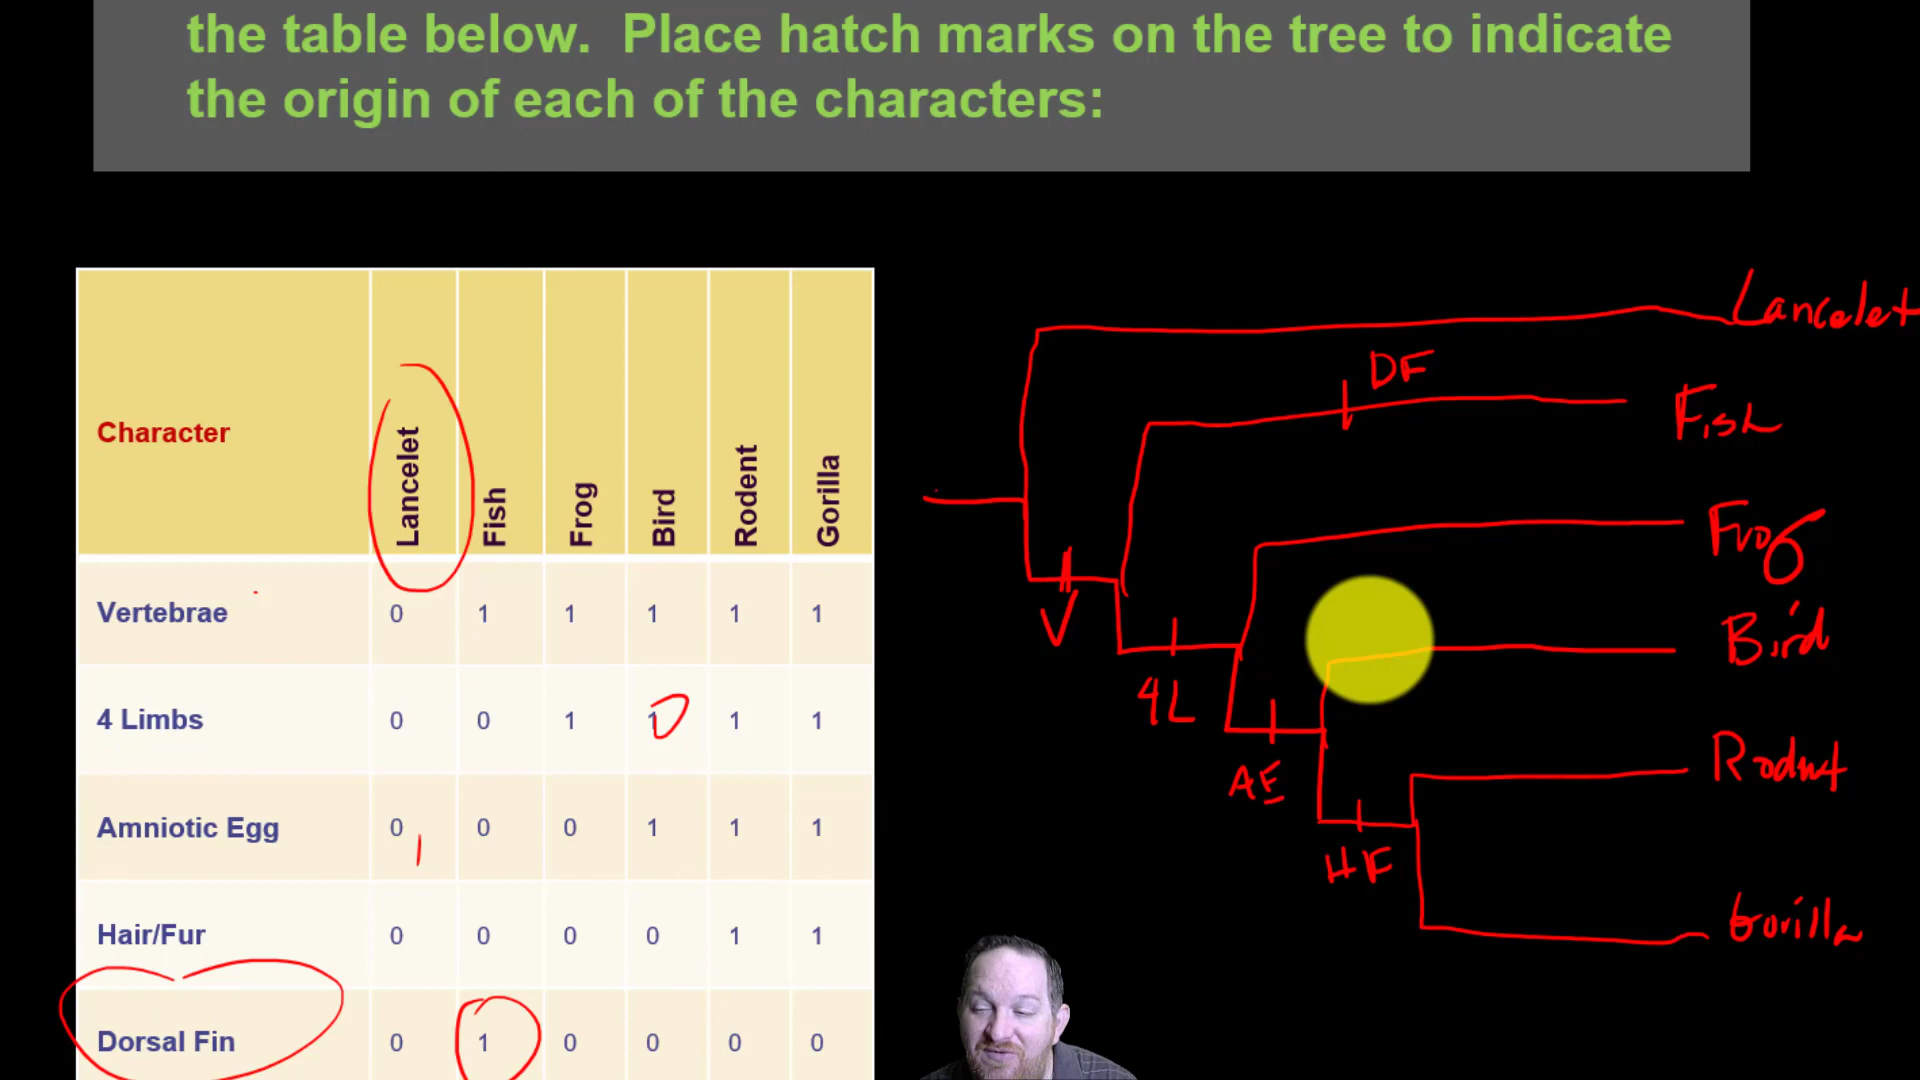 the table below. Place hatch marks on the tree to indicate
the origin of each of the characters:
Character Lancelet Fish Frog Bird Rodent Gorilla
Vertebrae 0 1 1 1 1 1
4 Limbs 0 0 1 1 1 1
Amniotic Egg 0 0 0 1 1 1
Hair/Fur 0 0 0 0 1 1
Dorsal Fin 0 1 0 0 0 0
Lancelet
DF
Fish
Frog
V
Bird
4L
AE
Rodent
HF
Gorilla